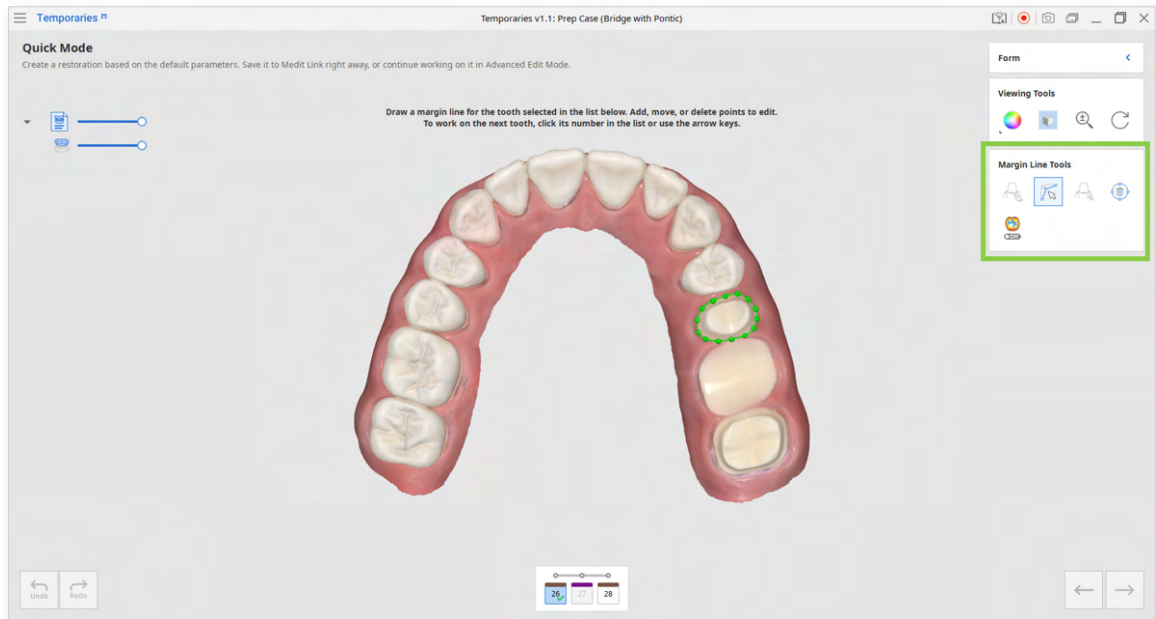 Temporaries
Temporaries v1.1: Prep Case (Bridge with Pontic)
Quick Mode
Create a restoration based on the default parameters. Save it to Medit Link right away, or continue working on it in Advanced Edit Mode.
Form
Viewing Tools
Draw a margin line for the tooth selected in the list below. Add, move, or delete points to edit.
To work on the next tooth, click its number in the list or use the arrow keys.
Margin Line Tools
Undo
Redo
26
27
28